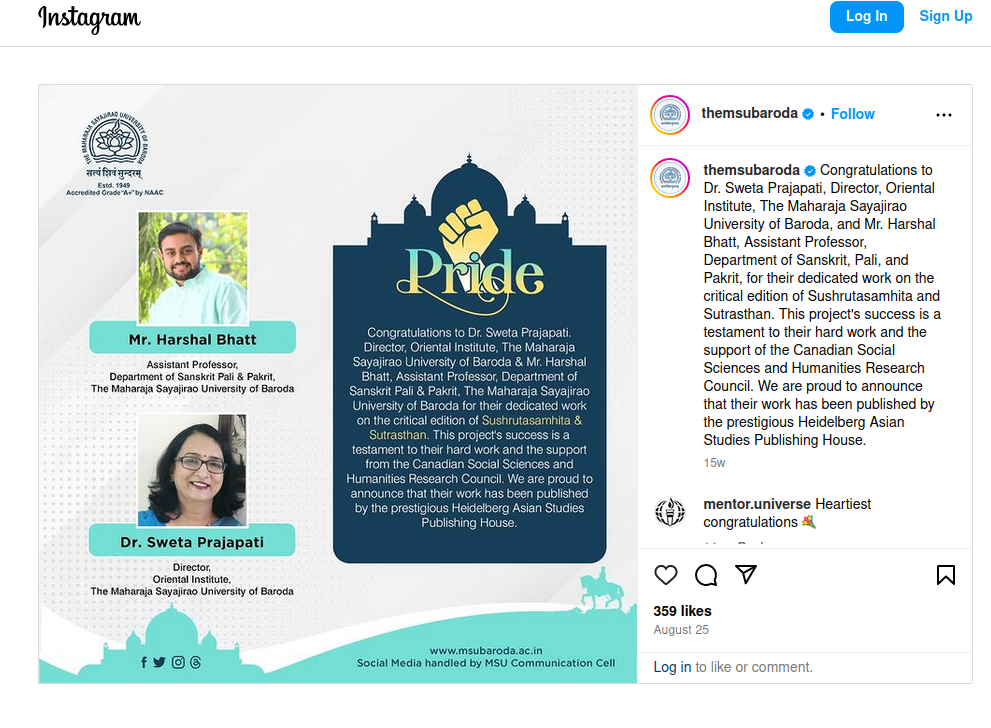 Instagram
Log In
Sign Up
THE MAHARAJA SAYAJIRAO UNIVERSITY OF BARODA
सत्यं शिवं सुन्दरम्
Estd. 1949
Accredited Grade "A+" by NAAC
Mr. Harshal Bhatt
Assistant Professor,
Department of Sanskrit Pali & Pakrit,
The Maharaja Sayajirao University of Baroda
Dr. Sweta Prajapati
Director,
Oriental Institute,
The Maharaja Sayajirao University of Baroda
Pride
Congratulations to Dr. Sweta Prajapati.
Director, Oriental Institute, The Maharaja
Sayajirao University of Baroda & Mr. Harshal
Bhatt, Assistant Professor, Department of
Sanskrit Pali & Pakrit, The Maharaja Sayajirao
University of Baroda for their dedicated work
on the critical edition of Sushrutasamhita &
Sutrasthan. This project's success is a
testament to their hard work and the support
from the Canadian Social Sciences and
Humanities Research Council. We are proud to
announce that their work has been published
by the prestigious Heidelberg Asian Studies
Publishing House.
www.msubaroda.ac.in
Social Media handled by MSU Communication Cell
themsubaroda • Follow
themsubaroda Congratulations to
Dr. Sweta Prajapati, Director, Oriental
Institute, The Maharaja Sayajirao
University of Baroda, and Mr. Harshal
Bhatt, Assistant Professor,
Department of Sanskrit, Pali, and
Pakrit, for their dedicated work on the
critical edition of Sushrutasamhita and
Sutrasthan. This project's success is a
testament to their hard work and the
support of the Canadian Social
Sciences and Humanities Research
Council. We are proud to announce
that their work has been published by
the prestigious Heidelberg Asian
Studies Publishing House.
15w
mentor.universe Heartiest
congratulations 💐
359 likes
August 25
Log in to like or comment.